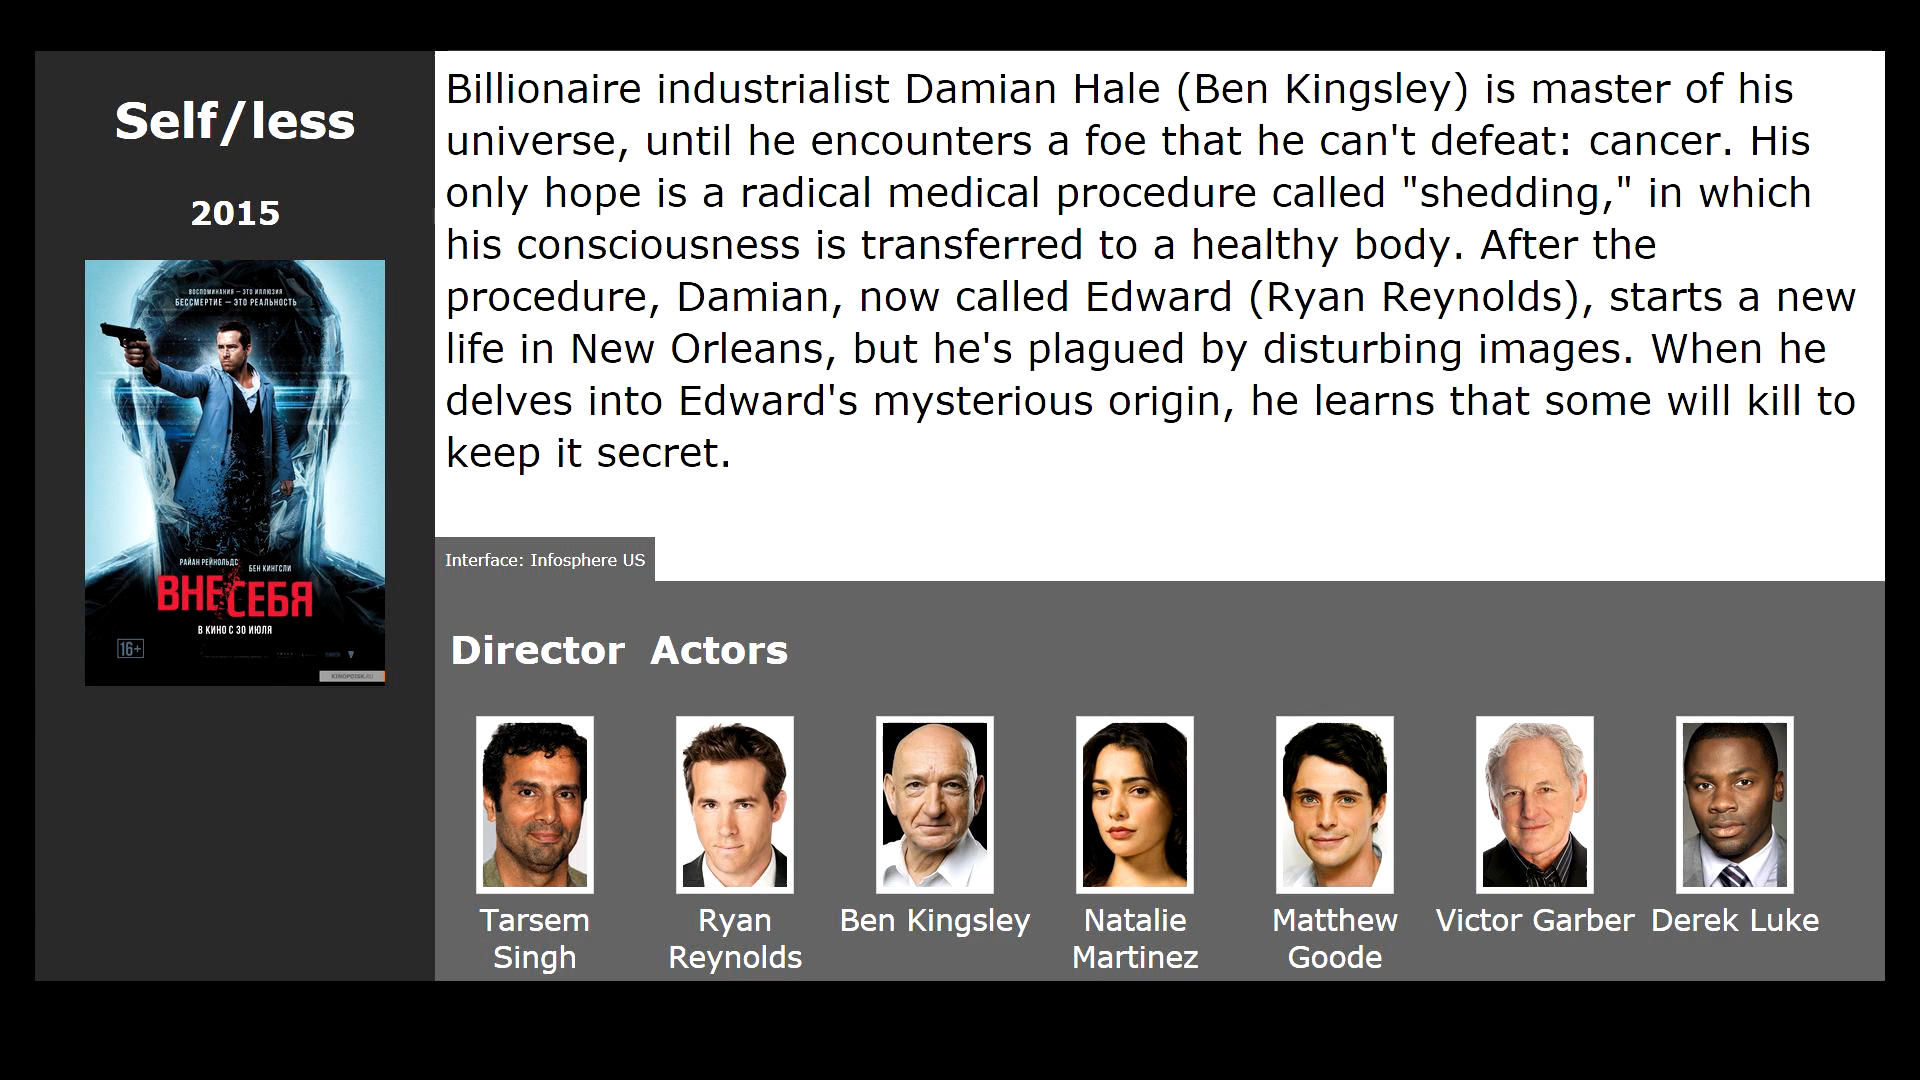 Self/less
2015
ВОСПОМИНАНИЯ — ЭТО ИЛЛЮЗИЯ
БЕССМЕРТИЕ — ЭТО РЕАЛЬНОСТЬ
РАЙАН РЕЙНОЛЬДС
БЕН КИНГСЛИ
ВНЕ СЕБЯ
В КИНО С 30 ИЮЛЯ
16+
KINOPOISK.RU
Billionaire industrialist Damian Hale (Ben Kingsley) is master of his
universe, until he encounters a foe that he can't defeat: cancer. His
only hope is a radical medical procedure called "shedding," in which
his consciousness is transferred to a healthy body. After the
procedure, Damian, now called Edward (Ryan Reynolds), starts a new
life in New Orleans, but he's plagued by disturbing images. When he
delves into Edward's mysterious origin, he learns that some will kill to
keep it secret.
Interface: Infosphere US
Director Actors
Tarsem
Singh
Ryan
Reynolds
Ben Kingsley
Natalie
Martinez
Matthew
Goode
Victor Garber
Derek Luke